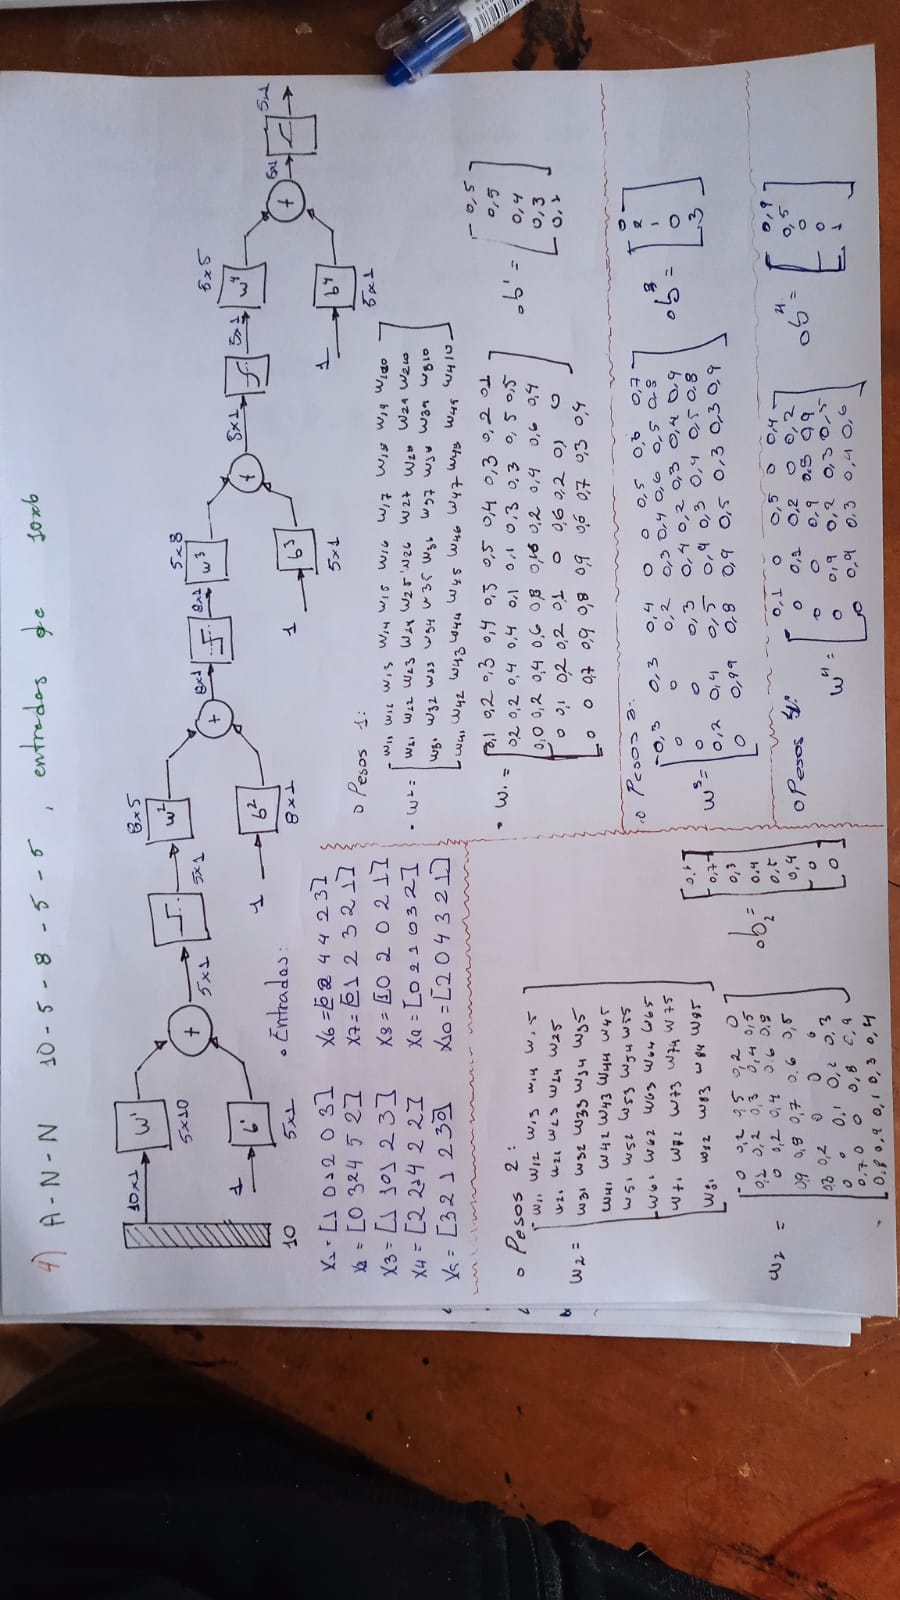 4) A-N-N 10-5-8-5-5, entradas de 10x6
10x1
w¹
5x10
1
b¹
5x1
10
+
5x1
5x1
8x5
w²
1
b²
8x1
+
8x1
8x1
5x8
w³
1
b³
5x1
+
5x1
5x1
5x5
w⁴
1
b⁴
5x1
+
5x1
5x1
• Entradas:
X1 = [1 0 1 2 0 3]
X2 = [0 3 2 4 5 2]
X3 = [1 1 0 1 2 3]
X4 = [2 2 1 4 2 2]
X5 = [3 2 1 2 3 0]
2 4 4 2 3]
X7 = [0 1 2 3 2 1]
X8 = [1 0 2 0 2 1]
X9 = [0 2 1 0 3 2]
X10 = [2 0 4 3 2 1]
o Pesos 1:
w11 w12 w13 w14 w15 w16 w17 w18 w19
w21 w22 w23 w24 w25 w26 w27 w28 w29 w210
w31 w32 w33 w34 w35 w36 w37 w38 w39 w310
w41 w42 w43 w44 w45 w46 w47 w48 w49 w410
• w1 =
0,1 0,2 0,3 0,4 0,5 0,5 0,4 0,3 0,2 0,1
0,2 0,2 0,4 0,4 0,1 0,1 0,3 0,3 0,5 0,5
0,0 0,2 0,4 0,6 0,8 0,2 0,4 0,6 0,4
0 0,1 0,2 0,2 0,1 0 0,6 0,2 0,1 0
0 0 0,7 0,9 0,8 0,9 0,6 0,7 0,3 0,4
o b¹ =
0,5
0,5
0,4
0,3
o Pesos 2:
w11 w12 w13 w14 w15
w21 w22 w23 w24 w25
w2 = w31 w32 w33 w34 w35
w41 w42 w43 w44 w45
w51 w52 w53 w54 w55
w61 w62 w63 w64 w65
w71 w72 w73 w74 w75
w81 w82 w83 w84 w85
w2 =
0 0,2 0,5 0,2 0
0,1 0,2 0,3 0,4 0,5
0 0,2 0,4 0,6 0,8
0,9 0,8 0,7 0,6 0,5
0,3 0,2 0 0 0
0 0 0,1 0,2 0,3
0,7 0 0 0,8
0,8 0,9 0,1 0,3 0,4
o b2 =
0,7
0,3
0,4
0,5
0,4
0
0
o Pesos 3:
w³ =
0,3 0,3 0,4 0 0 0,5 0,6 0,7
0 0 0,2 0,3 0,4 0,6 0,5 0,8
0 0 0,3 0,4 0,2 0,3 0,4 0,9
0,2 0,4 0,5 0,4 0,3 0,4 0,5 0,8
0 0,8 0,9 0,5 0,3 0,3 0,9
o b³ =
0
2
1
0
3
o Pesos 4:
w⁴ =
0,1 0 0,5 0 0,4
0 0,1 0,2 0 0,2
0 0 0,9 0,3 0,9
0 0,9 0,2 0,3 0,5
0 0,9 0,3 0,4 0,6
o b⁴ =
0,9
0,5
0
0
1